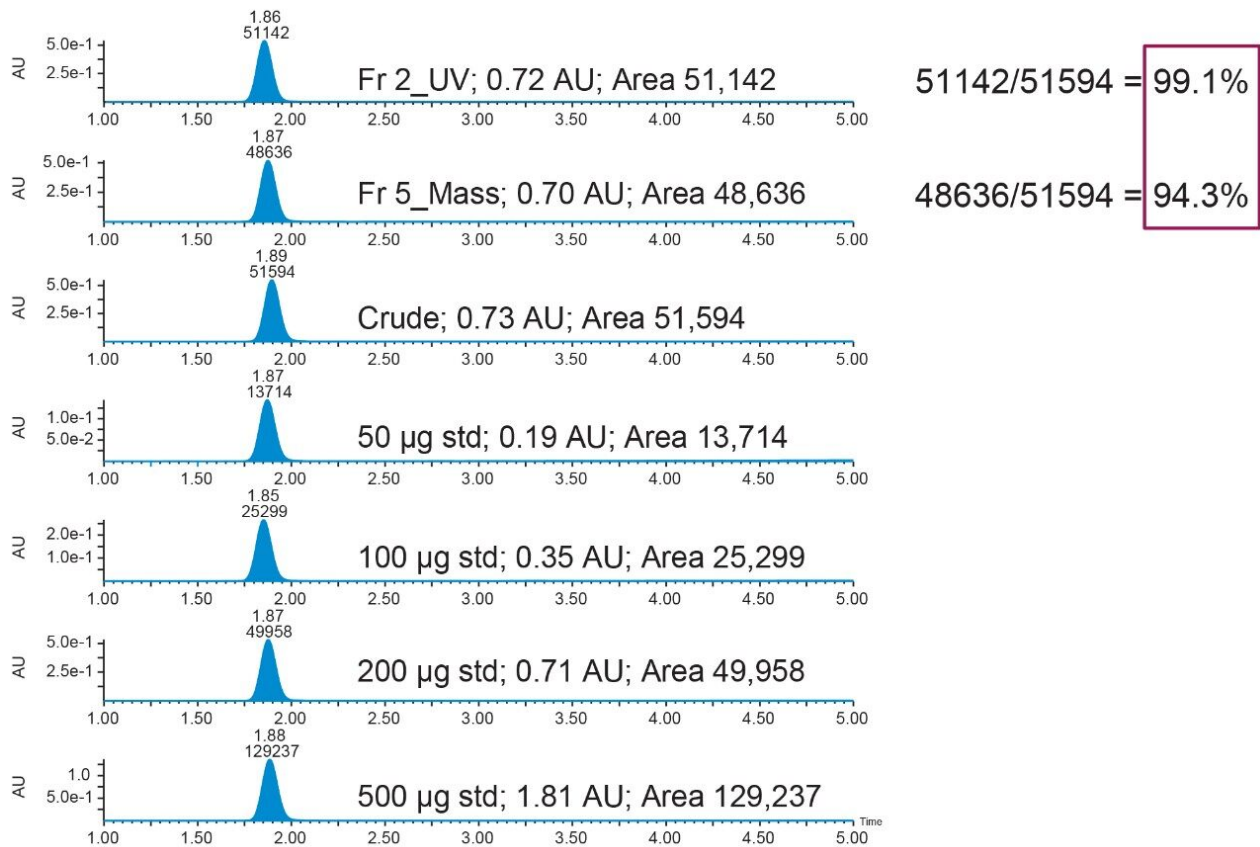 1.86
51142
AU
5.0e-1
2.5e-1
Fr 2_UV; 0.72 AU; Area 51,142
51142/51594 = 99.1%
1.00 1.50 2.00 2.50 3.00 3.50 4.00 4.50 5.00
1.87
48636
AU
5.0e-1
2.5e-1
Fr 5_Mass; 0.70 AU; Area 48,636
48636/51594 = 94.3%
1.00 1.50 2.00 2.50 3.00 3.50 4.00 4.50 5.00
1.89
51594
AU
5.0e-1
2.5e-1
Crude; 0.73 AU; Area 51,594
1.00 1.50 2.00 2.50 3.00 3.50 4.00 4.50 5.00
1.87
13714
AU
1.0e-1
5.0e-2
50 µg std; 0.19 AU; Area 13,714
1.00 1.50 2.00 2.50 3.00 3.50 4.00 4.50 5.00
1.85
25299
AU
2.0e-1
1.0e-1
100 µg std; 0.35 AU; Area 25,299
1.00 1.50 2.00 2.50 3.00 3.50 4.00 4.50 5.00
1.87
49958
AU
5.0e-1
2.5e-1
200 µg std; 0.71 AU; Area 49,958
1.00 1.50 2.00 2.50 3.00 3.50 4.00 4.50 5.00
1.88
129237
AU
1.0
5.0e-1
500 µg std; 1.81 AU; Area 129,237
Time
1.00 1.50 2.00 2.50 3.00 3.50 4.00 4.50 5.00